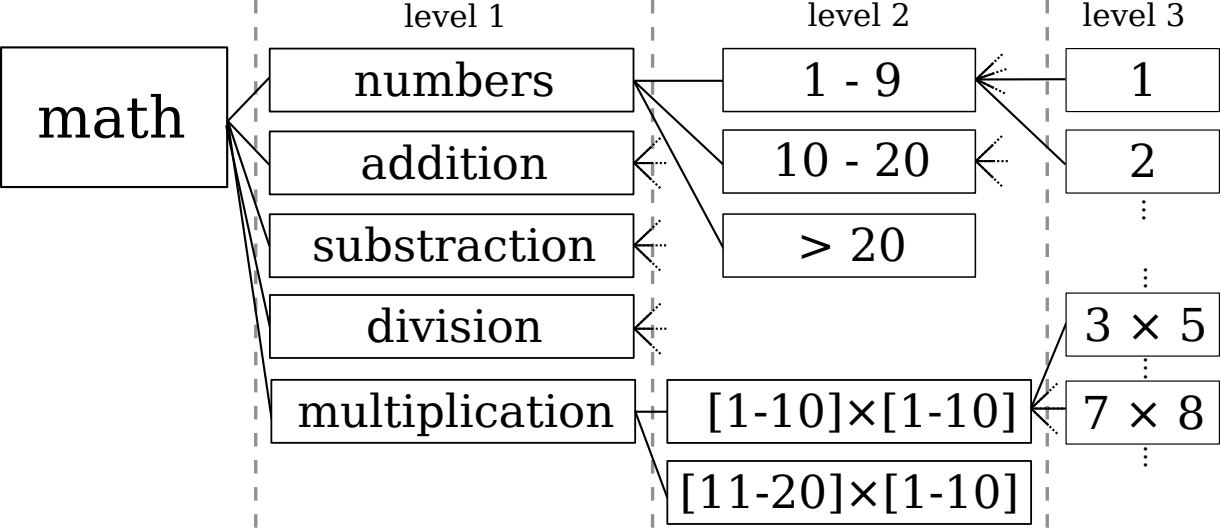 level 1
level 2
level 3
math
numbers
addition
substraction
division
multiplication
1 - 9
10 - 20
> 20
[1-10]×[1-10]
[11-20]×[1-10]
1
2
3 × 5
7 × 8